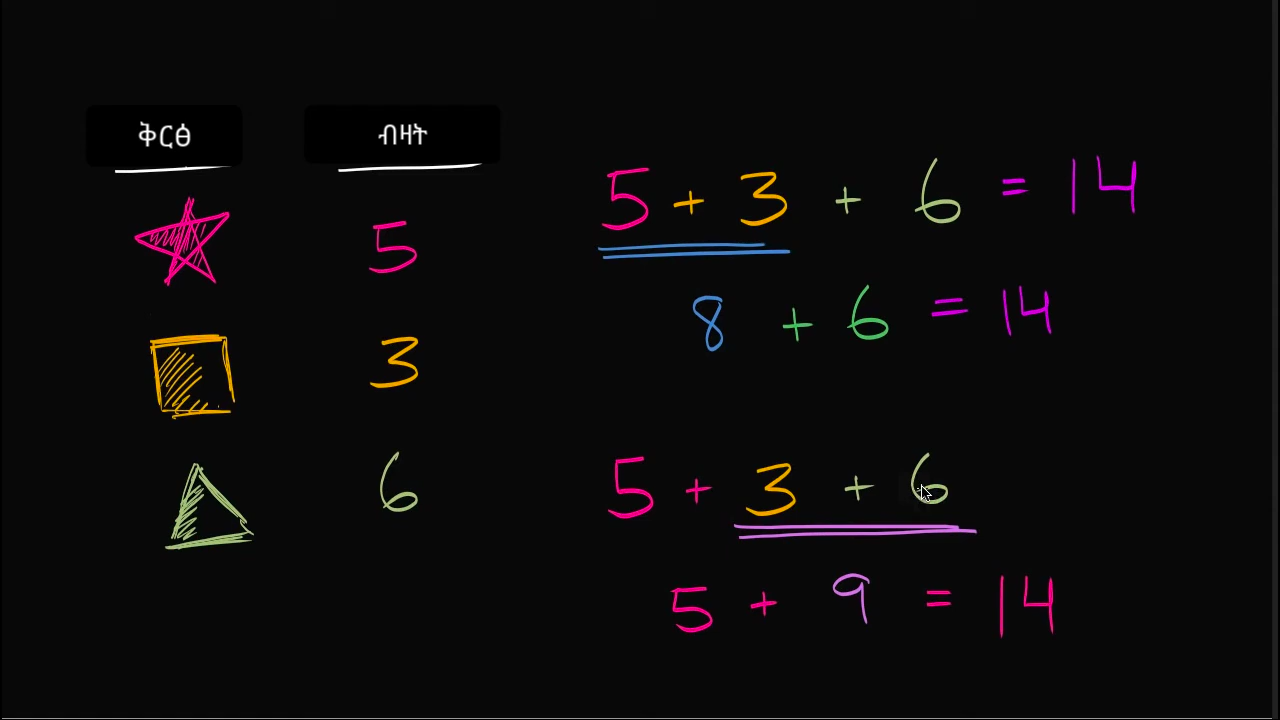 ቅርፅ ብዛት
5
3
6
5 + 3 + 6 = 14
8 + 6 = 14
5 + 3 + 6
5 + 9 = 14